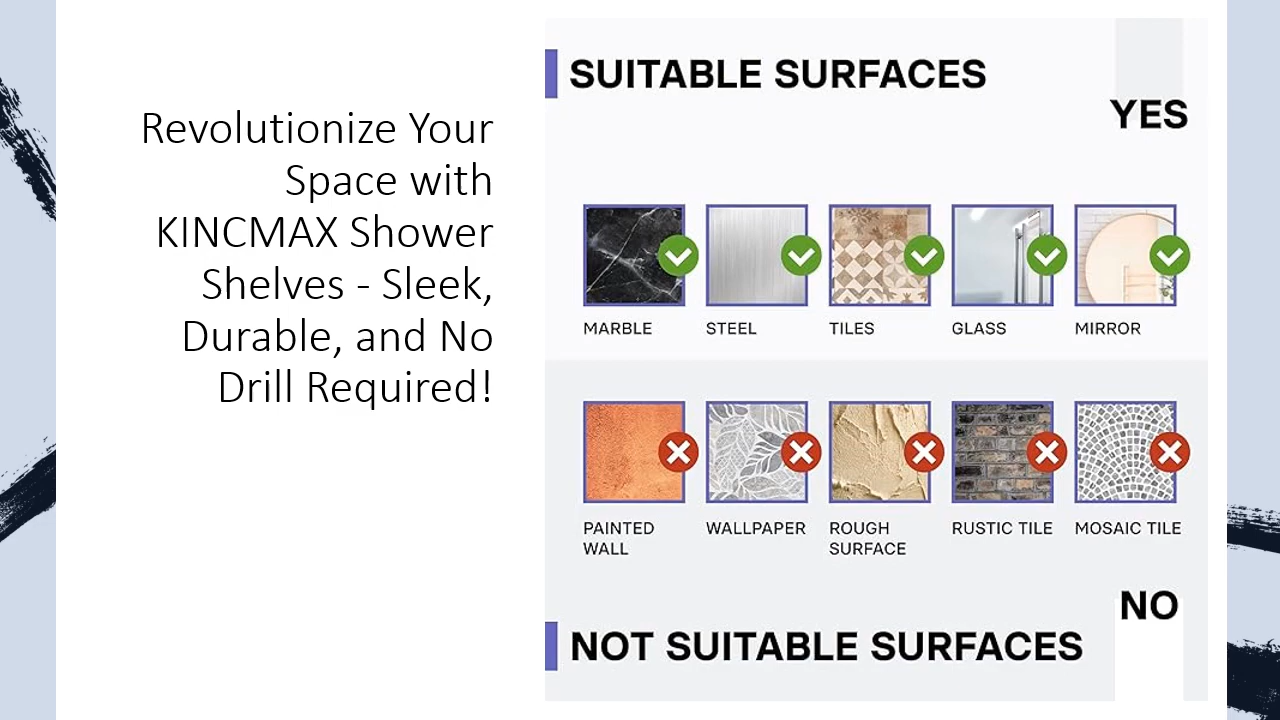 Revolutionize Your
Space with
KINCMAX Shower
Shelves - Sleek,
Durable, and No
Drill Required!
SUITABLE SURFACES
YES
MARBLE
STEEL
TILES
GLASS
MIRROR
PAINTED
WALL
WALLPAPER
ROUGH
SURFACE
RUSTIC TILE
MOSAIC TILE
NO
NOT SUITABLE SURFACES